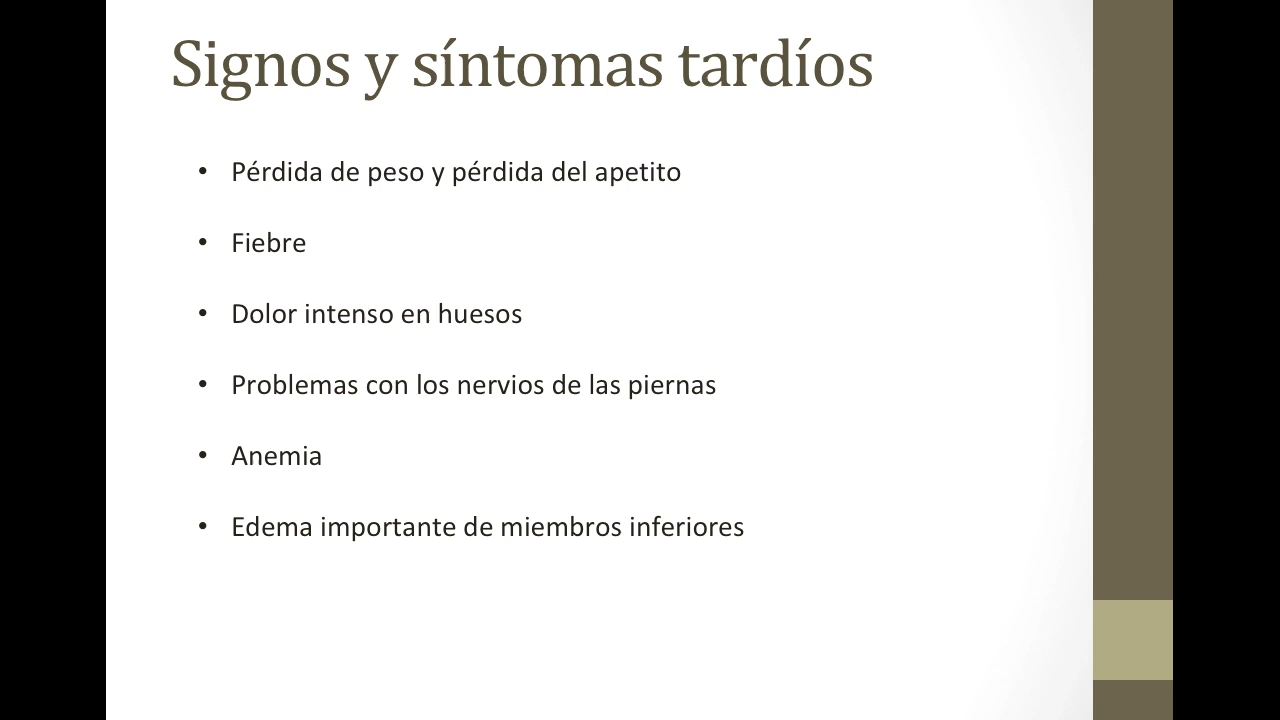 Signos y síntomas tardíos
• Pérdida de peso y pérdida del apetito
• Fiebre
• Dolor intenso en huesos
• Problemas con los nervios de las piernas
• Anemia
• Edema importante de miembros inferiores